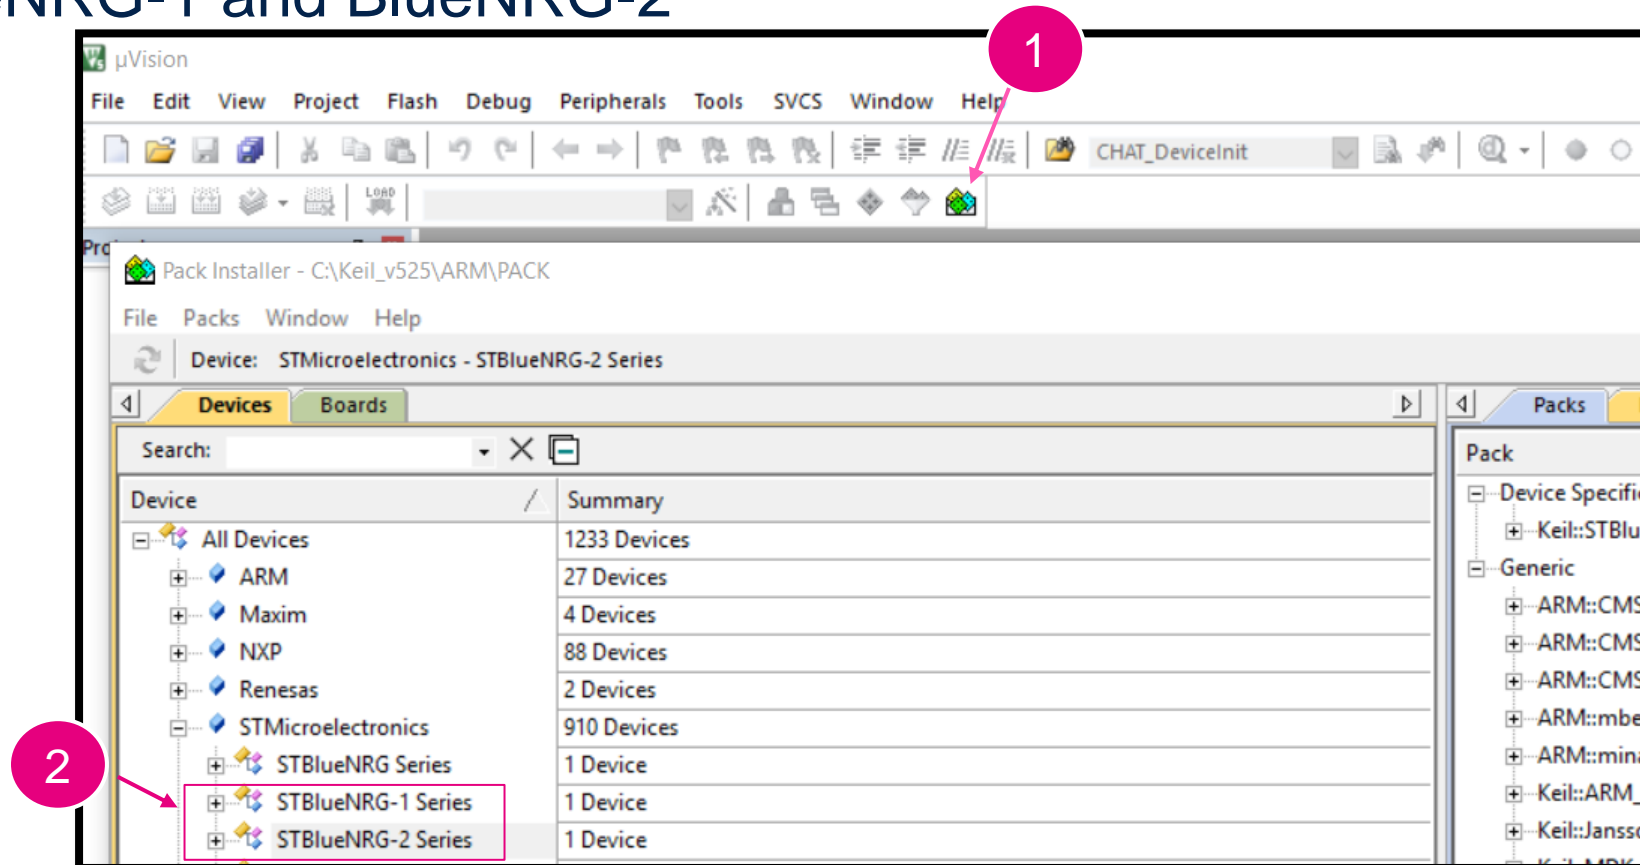 NRG-1 and BlueNRG-2
1
µVision
File Edit View Project Flash Debug Peripherals Tools SVCS Window Help
CHAT_DeviceInit
LOAD
Pack Installer - C:\Keil_v525\ARM\PACK
File Packs Window Help
Device: STMicroelectronics - STBlueNRG-2 Series
Devices Boards
Packs
Search:
Pack
Device Summary
Device Specific
All Devices 1233 Devices
Keil::STBlu
Generic
ARM 27 Devices
ARM::CMS
Maxim 4 Devices
ARM::CMS
NXP 88 Devices
ARM::CMS
Renesas 2 Devices
ARM::mbe
STMicroelectronics 910 Devices
ARM::mina
2
STBlueNRG Series 1 Device
Keil::ARM_
STBlueNRG-1 Series 1 Device
Keil::Jansso
STBlueNRG-2 Series 1 Device